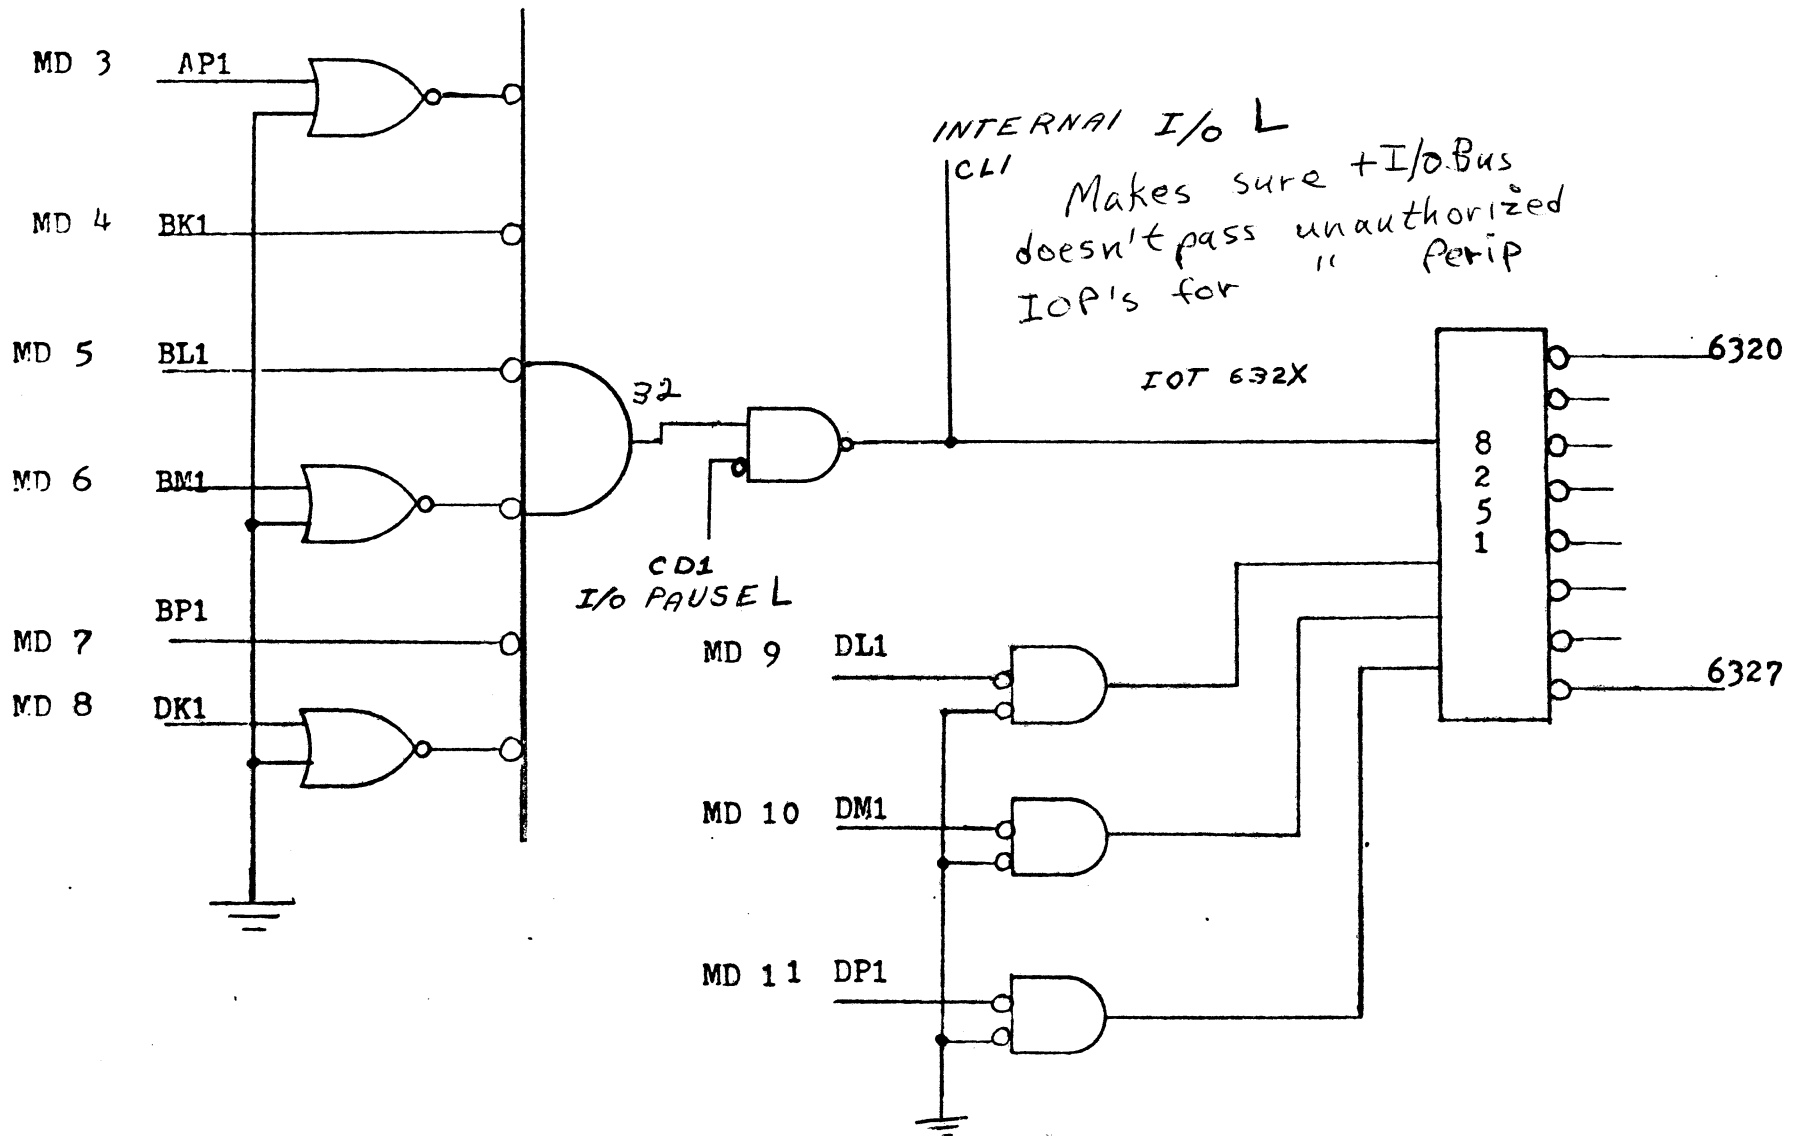 MD 3 AP1
MD 4 BK1
MD 5 BL1
MD 6 BM1
MD 7 BP1
MD 8 DK1
32
CD1
I/O PAUSE L
INTERNAl I/O L
CL1
Makes sure +I/O Bus
doesn't pass unauthorized
IOP's for " Perip
IOT 632X
8
2
5
1
6320
6327
MD 9 DL1
MD 10 DM1
MD 11 DP1